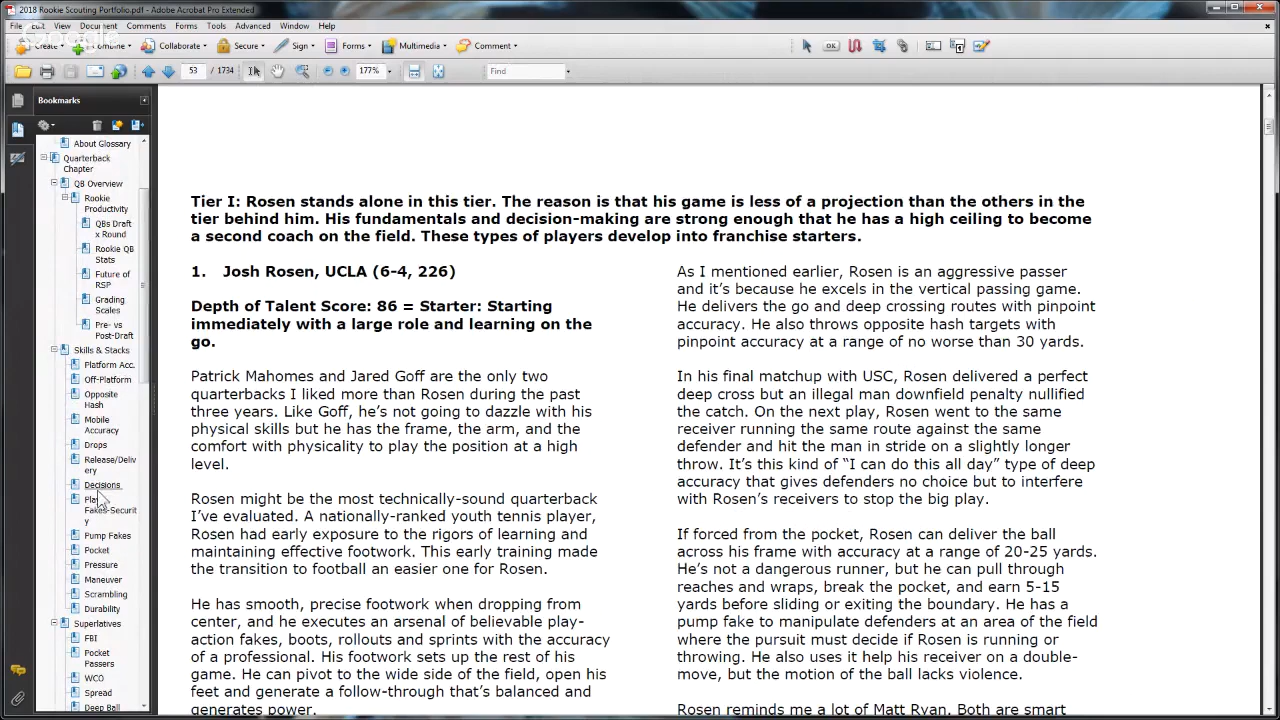 2018 Rookie Scouting Portfolio.pdf - Adobe Acrobat Pro Extended
File Edit View Document Comments Forms Tools Advanced Window Help
Google
Create Combine Collaborate Secure Sign Forms Multimedia Comment
53 / 1734 177% Find
Bookmarks
About Glossary
Quarterback
Chapter
QB Overview
Rookie
Productivity
QBs Draft
x Round
Rookie QB
Stats
Future of
RSP
Grading
Scales
Pre- vs
Post-Draft
Skills & Stacks
Platform Acc.
Off-Platform
Opposite
Hash
Mobile
Accuracy
Drops
Release/Deliv
ery
Decisions
Fakes-Securit
y
Pump Fakes
Pocket
Pressure
Maneuver
Scrambling
Durability
Superlatives
FBI
Pocket
Passers
WCO
Spread
Deep Ball
Tier I: Rosen stands alone in this tier. The reason is that his game is less of a projection than the others in the
tier behind him. His fundamentals and decision-making are strong enough that he has a high ceiling to become
a second coach on the field. These types of players develop into franchise starters.
1. Josh Rosen, UCLA (6-4, 226)
Depth of Talent Score: 86 = Starter: Starting
immediately with a large role and learning on the
go.
Patrick Mahomes and Jared Goff are the only two
quarterbacks I liked more than Rosen during the past
three years. Like Goff, he's not going to dazzle with his
physical skills but he has the frame, the arm, and the
comfort with physicality to play the position at a high
level.
Rosen might be the most technically-sound quarterback
I've evaluated. A nationally-ranked youth tennis player,
Rosen had early exposure to the rigors of learning and
maintaining effective footwork. This early training made
the transition to football an easier one for Rosen.
He has smooth, precise footwork when dropping from
center, and he executes an arsenal of believable play-
action fakes, boots, rollouts and sprints with the accuracy
of a professional. His footwork sets up the rest of his
game. He can pivot to the wide side of the field, open his
feet and generate a follow-through that's balanced and
generates power.
As I mentioned earlier, Rosen is an aggressive passer
and it's because he excels in the vertical passing game.
He delivers the go and deep crossing routes with pinpoint
accuracy. He also throws opposite hash targets with
pinpoint accuracy at a range of no worse than 30 yards.
In his final matchup with USC, Rosen delivered a perfect
deep cross but an illegal man downfield penalty nullified
the catch. On the next play, Rosen went to the same
receiver running the same route against the same
defender and hit the man in stride on a slightly longer
throw. It's this kind of “I can do this all day” type of deep
accuracy that gives defenders no choice but to interfere
with Rosen's receivers to stop the big play.
If forced from the pocket, Rosen can deliver the ball
across his frame with accuracy at a range of 20-25 yards.
He's not a dangerous runner, but he can pull through
reaches and wraps, break the pocket, and earn 5-15
yards before sliding or exiting the boundary. He has a
pump fake to manipulate defenders at an area of the field
where the pursuit must decide if Rosen is running or
throwing. He also uses it help his receiver on a double-
move, but the motion of the ball lacks violence.
Rosen reminds me a lot of Matt Ryan. Both are smart